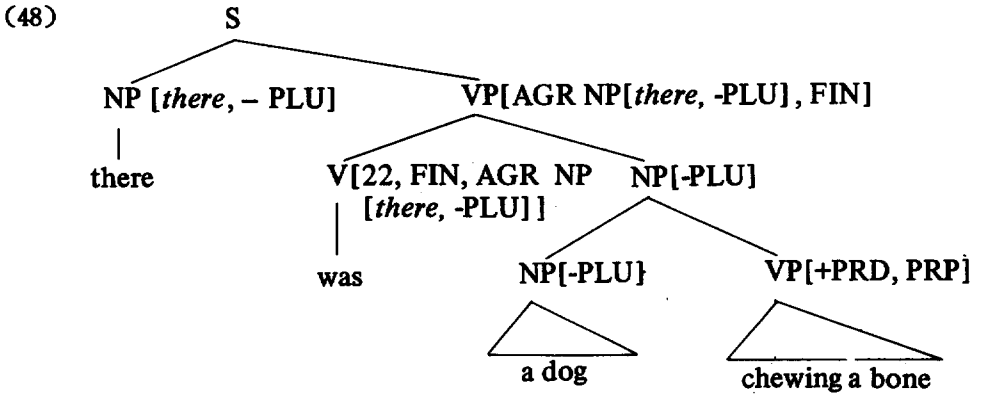 (48) S
NP [there, – PLU] VP[AGR NP[there, -PLU] , FIN]
there V[22, FIN, AGR NP NP[-PLU]
[there, -PLU] ]
was NP[-PLU} VP[+PRD, PRP]
a dog chewing a bone